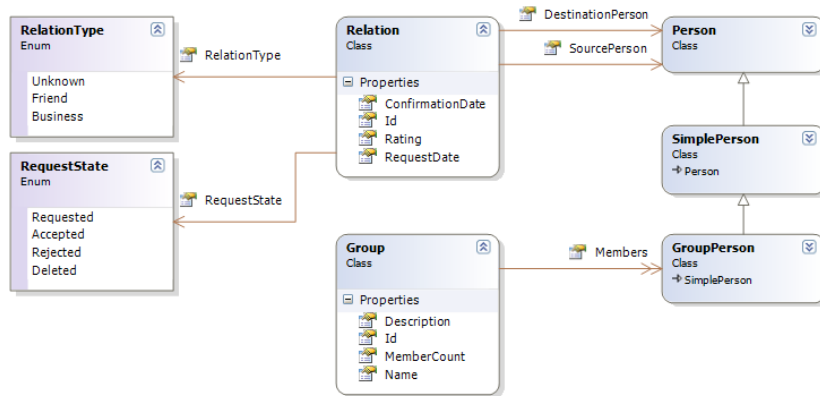 RelationType
Enum
Unknown
Friend
Business
RequestState
Enum
Requested
Accepted
Rejected
Deleted
RelationType
RequestState
Relation
Class
Properties
ConfirmationDate
Id
Rating
RequestDate
Group
Class
Properties
Description
Id
MemberCount
Name
DestinationPerson
SourcePerson
Members
Person
Class
SimplePerson
Class
Person
GroupPerson
Class
SimplePerson